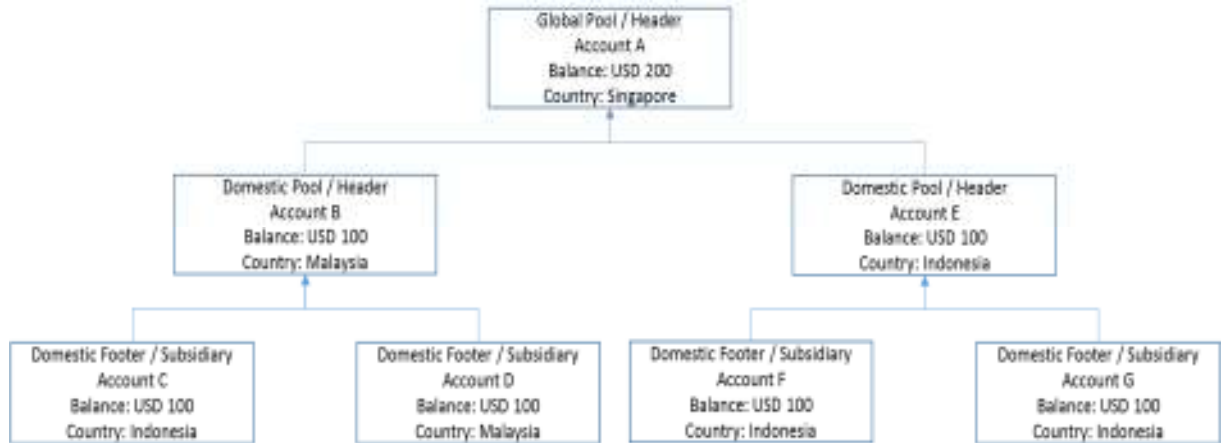 Global Pool / Header
Account A
Balance: USD 200
Country: Singapore
Domestic Pool / Header
Account B
Balance: USD 100
Country: Malaysia
Domestic Pool / Header
Account E
Balance: USD 100
Country: Indonesia
Domestic Footer / Subsidiary
Account C
Balance: USD 100
Country: Indonesia
Domestic Footer / Subsidiary
Account D
Balance: USD 100
Country: Malaysia
Domestic Footer / Subsidiary
Account F
Balance: USD 100
Country: Indonesia
Domestic Footer / Subsidiary
Account G
Balance: USD 100
Country: Indonesia